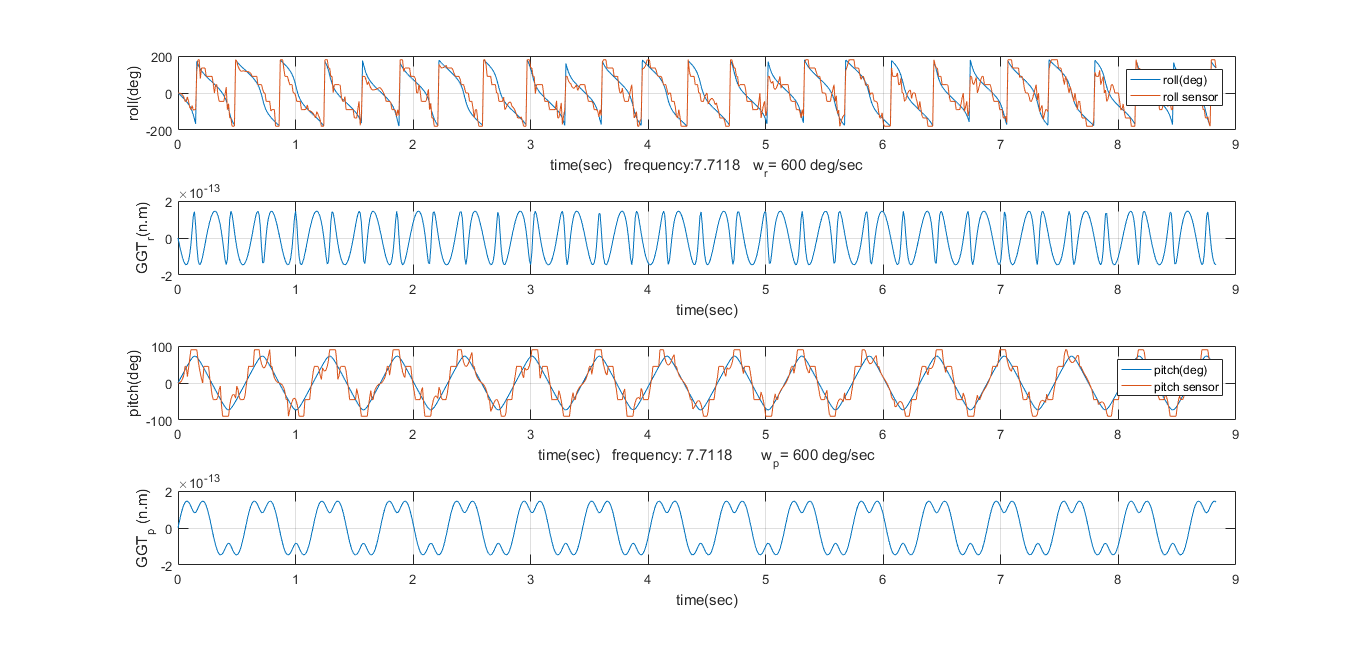 roll(deg)
200
0
-200
roll(deg)
roll sensor
0 1 2 3 4 5 6 7 8 9
time(sec) frequency:7.7118 w_r= 600 deg/sec
×10^-13
GGT_r(n.m)
2
0
-2
0 1 2 3 4 5 6 7 8 9
time(sec)
pitch(deg)
100
0
-100
pitch(deg)
pitch sensor
0 1 2 3 4 5 6 7 8 9
time(sec) frequency: 7.7118 w_p= 600 deg/sec
×10^-13
GGT_p (n.m)
2
0
-2
0 1 2 3 4 5 6 7 8 9
time(sec)